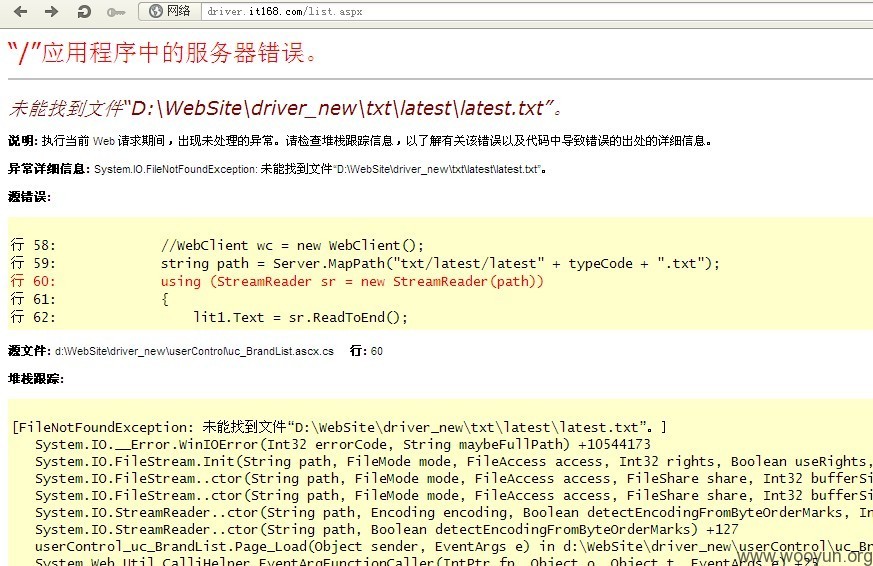 网络 driver.it168.com/list.aspx
“/”应用程序中的服务器错误。
未能找到文件“D:\WebSite\driver_new\txt\latest\latest.txt”。
说明: 执行当前 Web 请求期间，出现未处理的异常。请检查堆栈跟踪信息，以了解有关该错误以及代码中导致错误的出处的详细信息。
异常详细信息: System.IO.FileNotFoundException: 未能找到文件“D:\WebSite\driver_new\txt\latest\latest.txt”。
源错误:
行 58: //WebClient wc = new WebClient();
行 59: string path = Server.MapPath("txt/latest/latest" + typeCode + ".txt");
行 60: using (StreamReader sr = new StreamReader(path))
行 61: {
行 62: lit1.Text = sr.ReadToEnd();
源文件: d:\WebSite\driver_new\userControl\uc_BrandList.ascx.cs 行: 60
堆栈跟踪:
[FileNotFoundException: 未能找到文件“D:\WebSite\driver_new\txt\latest\latest.txt”。]
System.IO.__Error.WinIOError(Int32 errorCode, String maybeFullPath) +10544173
System.IO.FileStream.Init(String path, FileMode mode, FileAccess access, Int32 rights, Boolean useRights,
System.IO.FileStream..ctor(String path, FileMode mode, FileAccess access, FileShare share, Int32 bufferSi
System.IO.FileStream..ctor(String path, FileMode mode, FileAccess access, FileShare share, Int32 bufferSi
System.IO.StreamReader..ctor(String path, Encoding encoding, Boolean detectEncodingFromByteOrderMarks, In
System.IO.StreamReader..ctor(String path, Boolean detectEncodingFromByteOrderMarks) +127
userControl_uc_BrandList.Page_Load(Object sender, EventArgs e) in d:\WebSite\driver_new\userControl\uc_Br
System.Web.Util.CalliHelper.EventArgFunctionCaller(IntPtr fp, Object o, Object t, EventArgs e) +23
www.wooyun.org